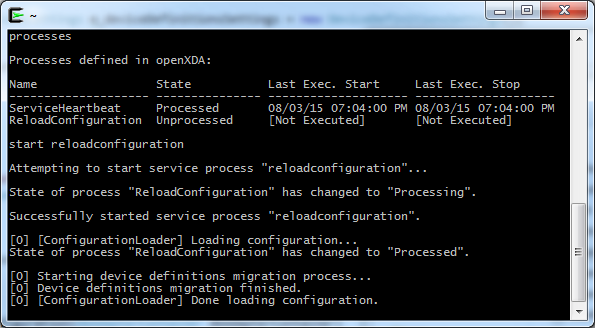 ~
processes
Processes defined in openXDA:
Name State Last Exec. Start Last Exec. Stop
-------------------- ------------- -------------------- --------------------
ServiceHeartbeat Processed 08/03/15 07:04:00 PM 08/03/15 07:04:00 PM
ReloadConfiguration Unprocessed [Not Executed] [Not Executed]
start reloadconfiguration
Attempting to start service process "reloadconfiguration"...
State of process "ReloadConfiguration" has changed to "Processing".
Successfully started service process "reloadconfiguration".
[0] [ConfigurationLoader] Loading configuration...
State of process "ReloadConfiguration" has changed to "Processed".
[0] Starting device definitions migration process...
[0] Device definitions migration finished.
[0] [ConfigurationLoader] Done loading configuration.